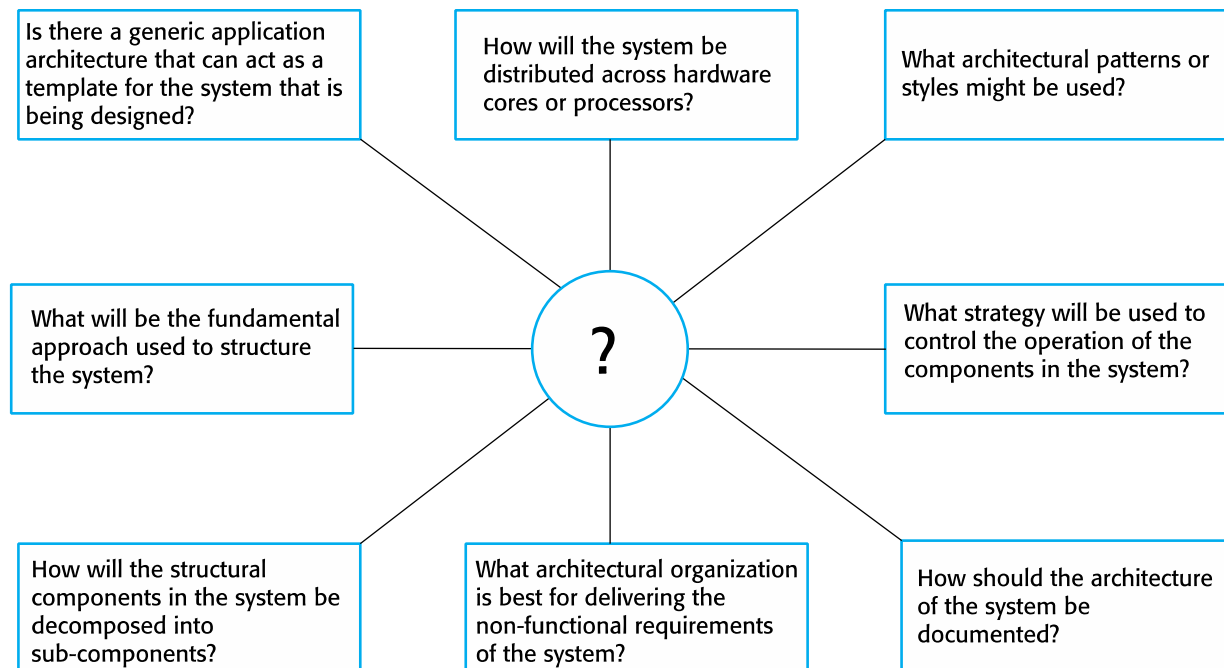 Is there a generic application
architecture that can act as a
template for the system that is
being designed?
How will the system be
distributed across hardware
cores or processors?
What architectural patterns or
styles might be used?
What will be the fundamental
approach used to structure
the system?
?
What strategy will be used to
control the operation of the
components in the system?
How will the structural
components in the system be
decomposed into
sub-components?
What architectural organization
is best for delivering the
non-functional requirements
of the system?
How should the architecture
of the system be
documented?